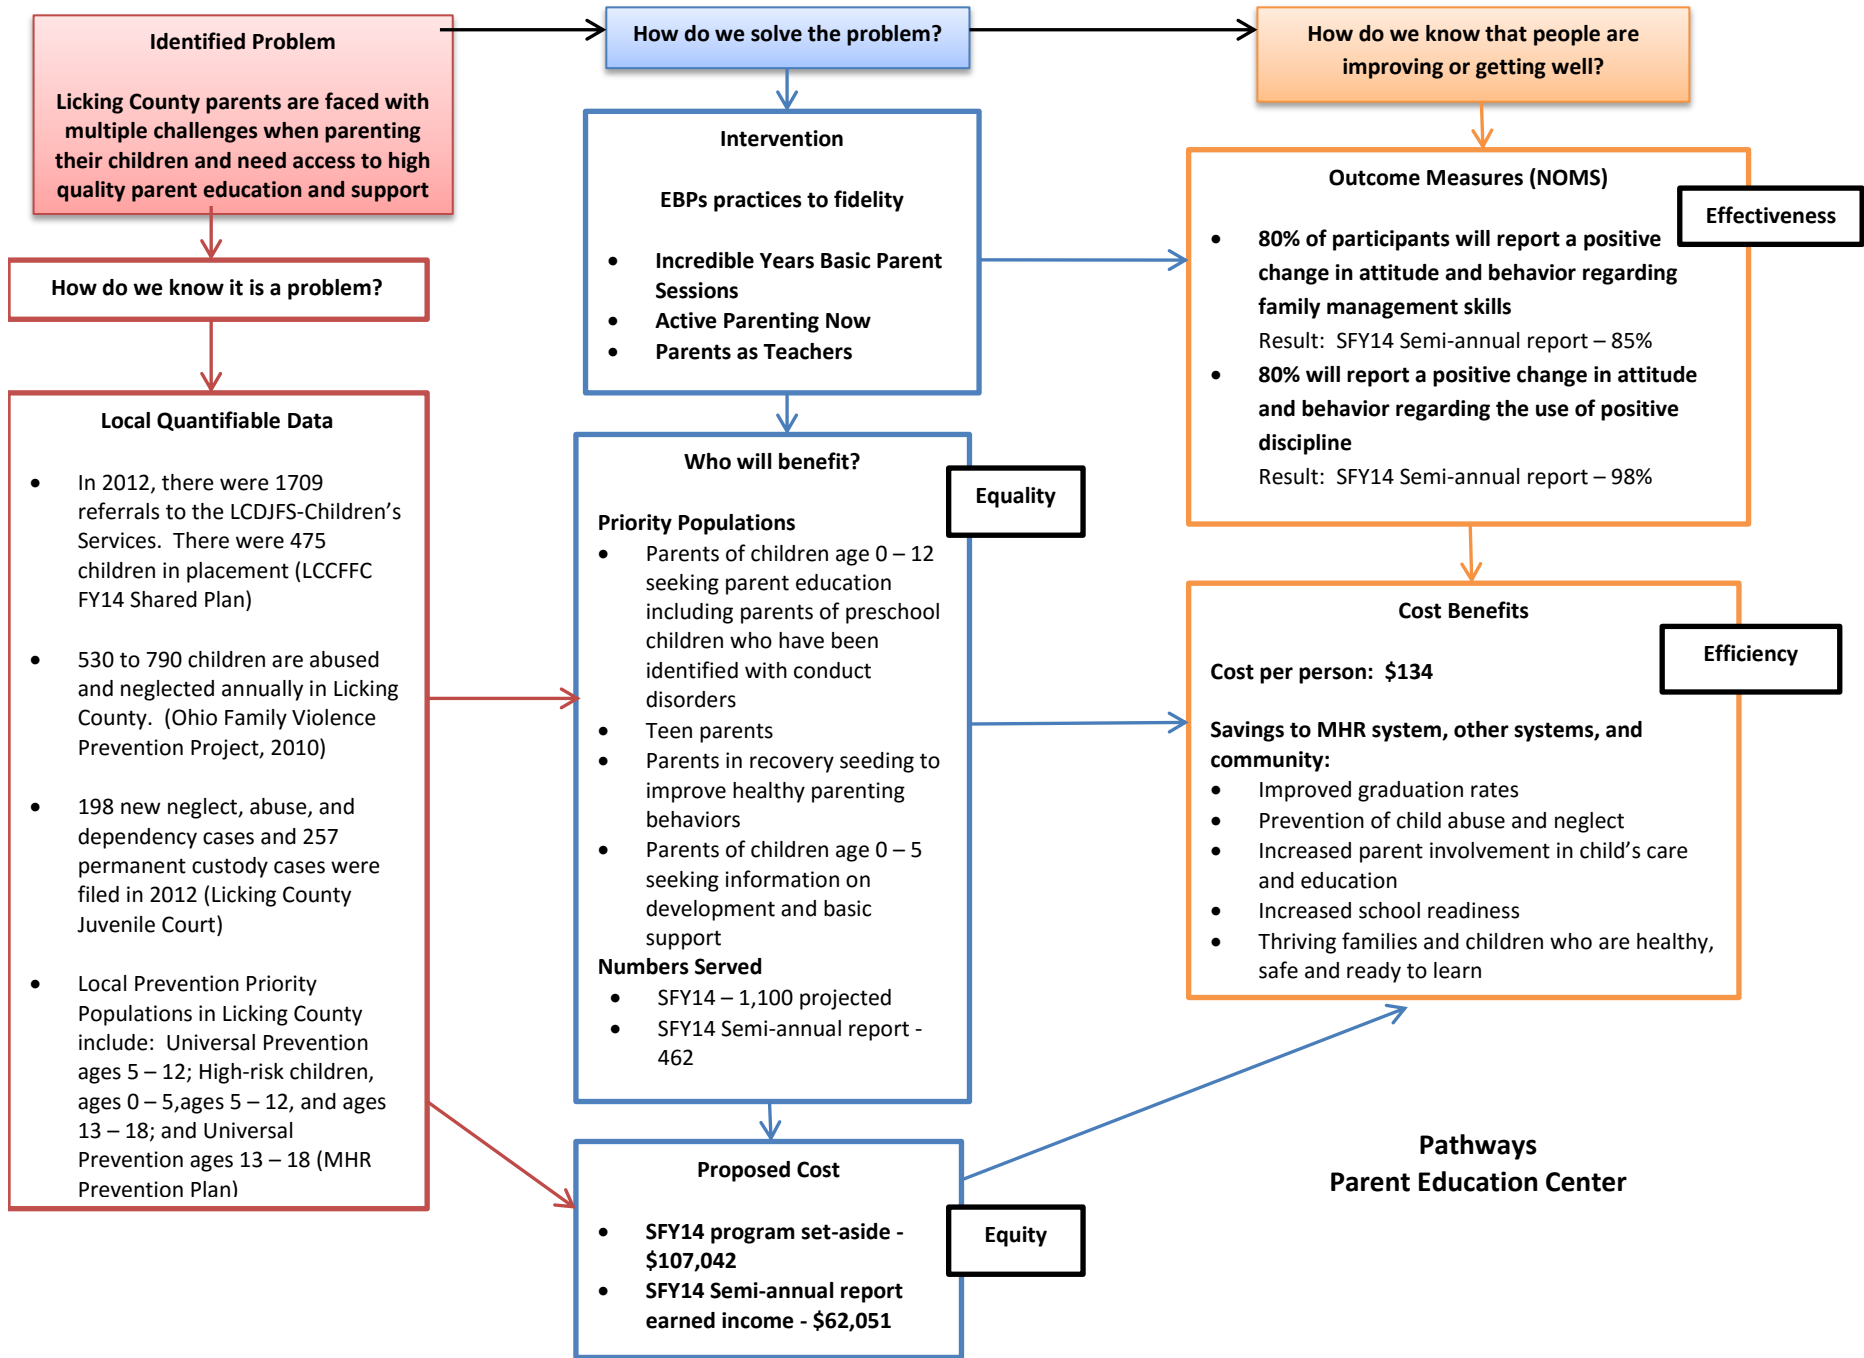 Identified Problem
Licking County parents are faced with
multiple challenges when parenting
their children and need access to high
quality parent education and support
How do we know it is a problem?
Local Quantifiable Data
• In 2012, there were 1709
referrals to the LCDJFS-Children’s
Services. There were 475
children in placement (LCCFFC
FY14 Shared Plan)
• 530 to 790 children are abused
and neglected annually in Licking
County. (Ohio Family Violence
Prevention Project, 2010)
• 198 new neglect, abuse, and
dependency cases and 257
permanent custody cases were
filed in 2012 (Licking County
Juvenile Court)
• Local Prevention Priority
Populations in Licking County
include: Universal Prevention
ages 5 – 12; High-risk children,
ages 0 – 5,ages 5 – 12, and ages
13 – 18; and Universal
Prevention ages 13 – 18 (MHR
Prevention Plan)
How do we solve the problem?
Intervention
EBPs practices to fidelity
• Incredible Years Basic Parent
Sessions
• Active Parenting Now
• Parents as Teachers
Who will benefit?
Equality
Priority Populations
• Parents of children age 0 – 12
seeking parent education
including parents of preschool
children who have been
identified with conduct
disorders
• Teen parents
• Parents in recovery seeding to
improve healthy parenting
behaviors
• Parents of children age 0 – 5
seeking information on
development and basic
support
Numbers Served
• SFY14 – 1,100 projected
• SFY14 Semi-annual report -
462
Proposed Cost
Equity
• SFY14 program set-aside -
$107,042
• SFY14 Semi-annual report
earned income - $62,051
How do we know that people are
improving or getting well?
Outcome Measures (NOMS)
Effectiveness
• 80% of participants will report a positive
change in attitude and behavior regarding
family management skills
Result: SFY14 Semi-annual report – 85%
• 80% will report a positive change in attitude
and behavior regarding the use of positive
discipline
Result: SFY14 Semi-annual report – 98%
Cost Benefits
Efficiency
Cost per person: $134
Savings to MHR system, other systems, and
community:
• Improved graduation rates
• Prevention of child abuse and neglect
• Increased parent involvement in child’s care
and education
• Increased school readiness
• Thriving families and children who are healthy,
safe and ready to learn
Pathways
Parent Education Center